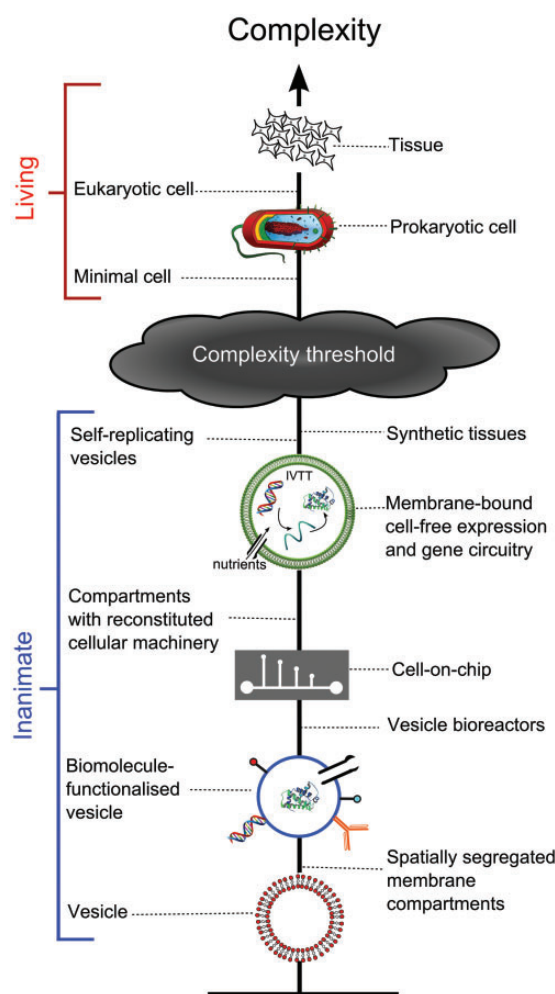 Complexity
Living
Tissue
Eukaryotic cell
Prokaryotic cell
Minimal cell
Complexity threshold
Inanimate
Self-replicating
vesicles
Synthetic tissues
IVTT
nutrients
Membrane-bound
cell-free expression
and gene circuitry
Compartments
with reconstituted
cellular machinery
Cell-on-chip
Vesicle bioreactors
Biomolecule-
functionalised
vesicle
Spatially segregated
membrane
compartments
Vesicle